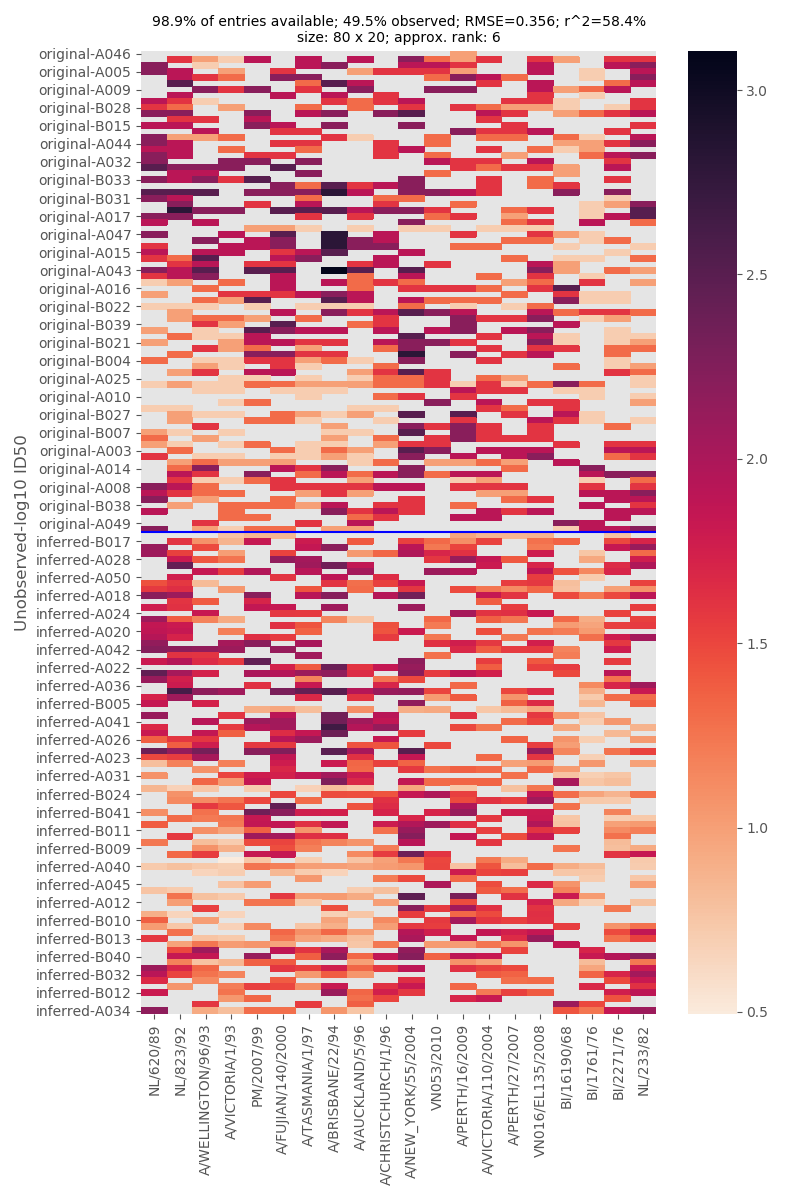 98.9% of entries available; 49.5% observed; RMSE=0.356; r^2=58.4%
size: 80 x 20; approx. rank: 6
Unobserved-log10 ID50
original-A046
original-A005
original-A009
original-B028
original-B015
original-A044
original-A032
original-B033
original-B031
original-A017
original-A047
original-A015
original-A043
original-A016
original-B022
original-B039
original-B021
original-B004
original-A025
original-A010
original-B027
original-B007
original-A003
original-A014
original-A008
original-B038
original-A049
inferred-B017
inferred-A028
inferred-A050
inferred-A018
inferred-A024
inferred-A020
inferred-A042
inferred-A022
inferred-A036
inferred-B005
inferred-A041
inferred-A026
inferred-A023
inferred-A031
inferred-B024
inferred-B041
inferred-B011
inferred-B009
inferred-A040
inferred-A045
inferred-A012
inferred-B010
inferred-B013
inferred-B040
inferred-B032
inferred-B012
inferred-A034
NL/620/89
NL/823/92
A/WELLINGTON/96/93
A/VICTORIA/1/93
PM/2007/99
A/FUJIAN/140/2000
A/TASMANIA/1/97
A/BRISBANE/22/94
A/AUCKLAND/5/96
A/CHRISTCHURCH/1/96
A/NEW_YORK/55/2004
VN053/2010
A/PERTH/16/2009
A/VICTORIA/110/2004
A/PERTH/27/2007
VN016/EL135/2008
BI/16190/68
BI/1761/76
BI/2271/76
NL/233/82
3.0
2.5
2.0
1.5
1.0
0.5